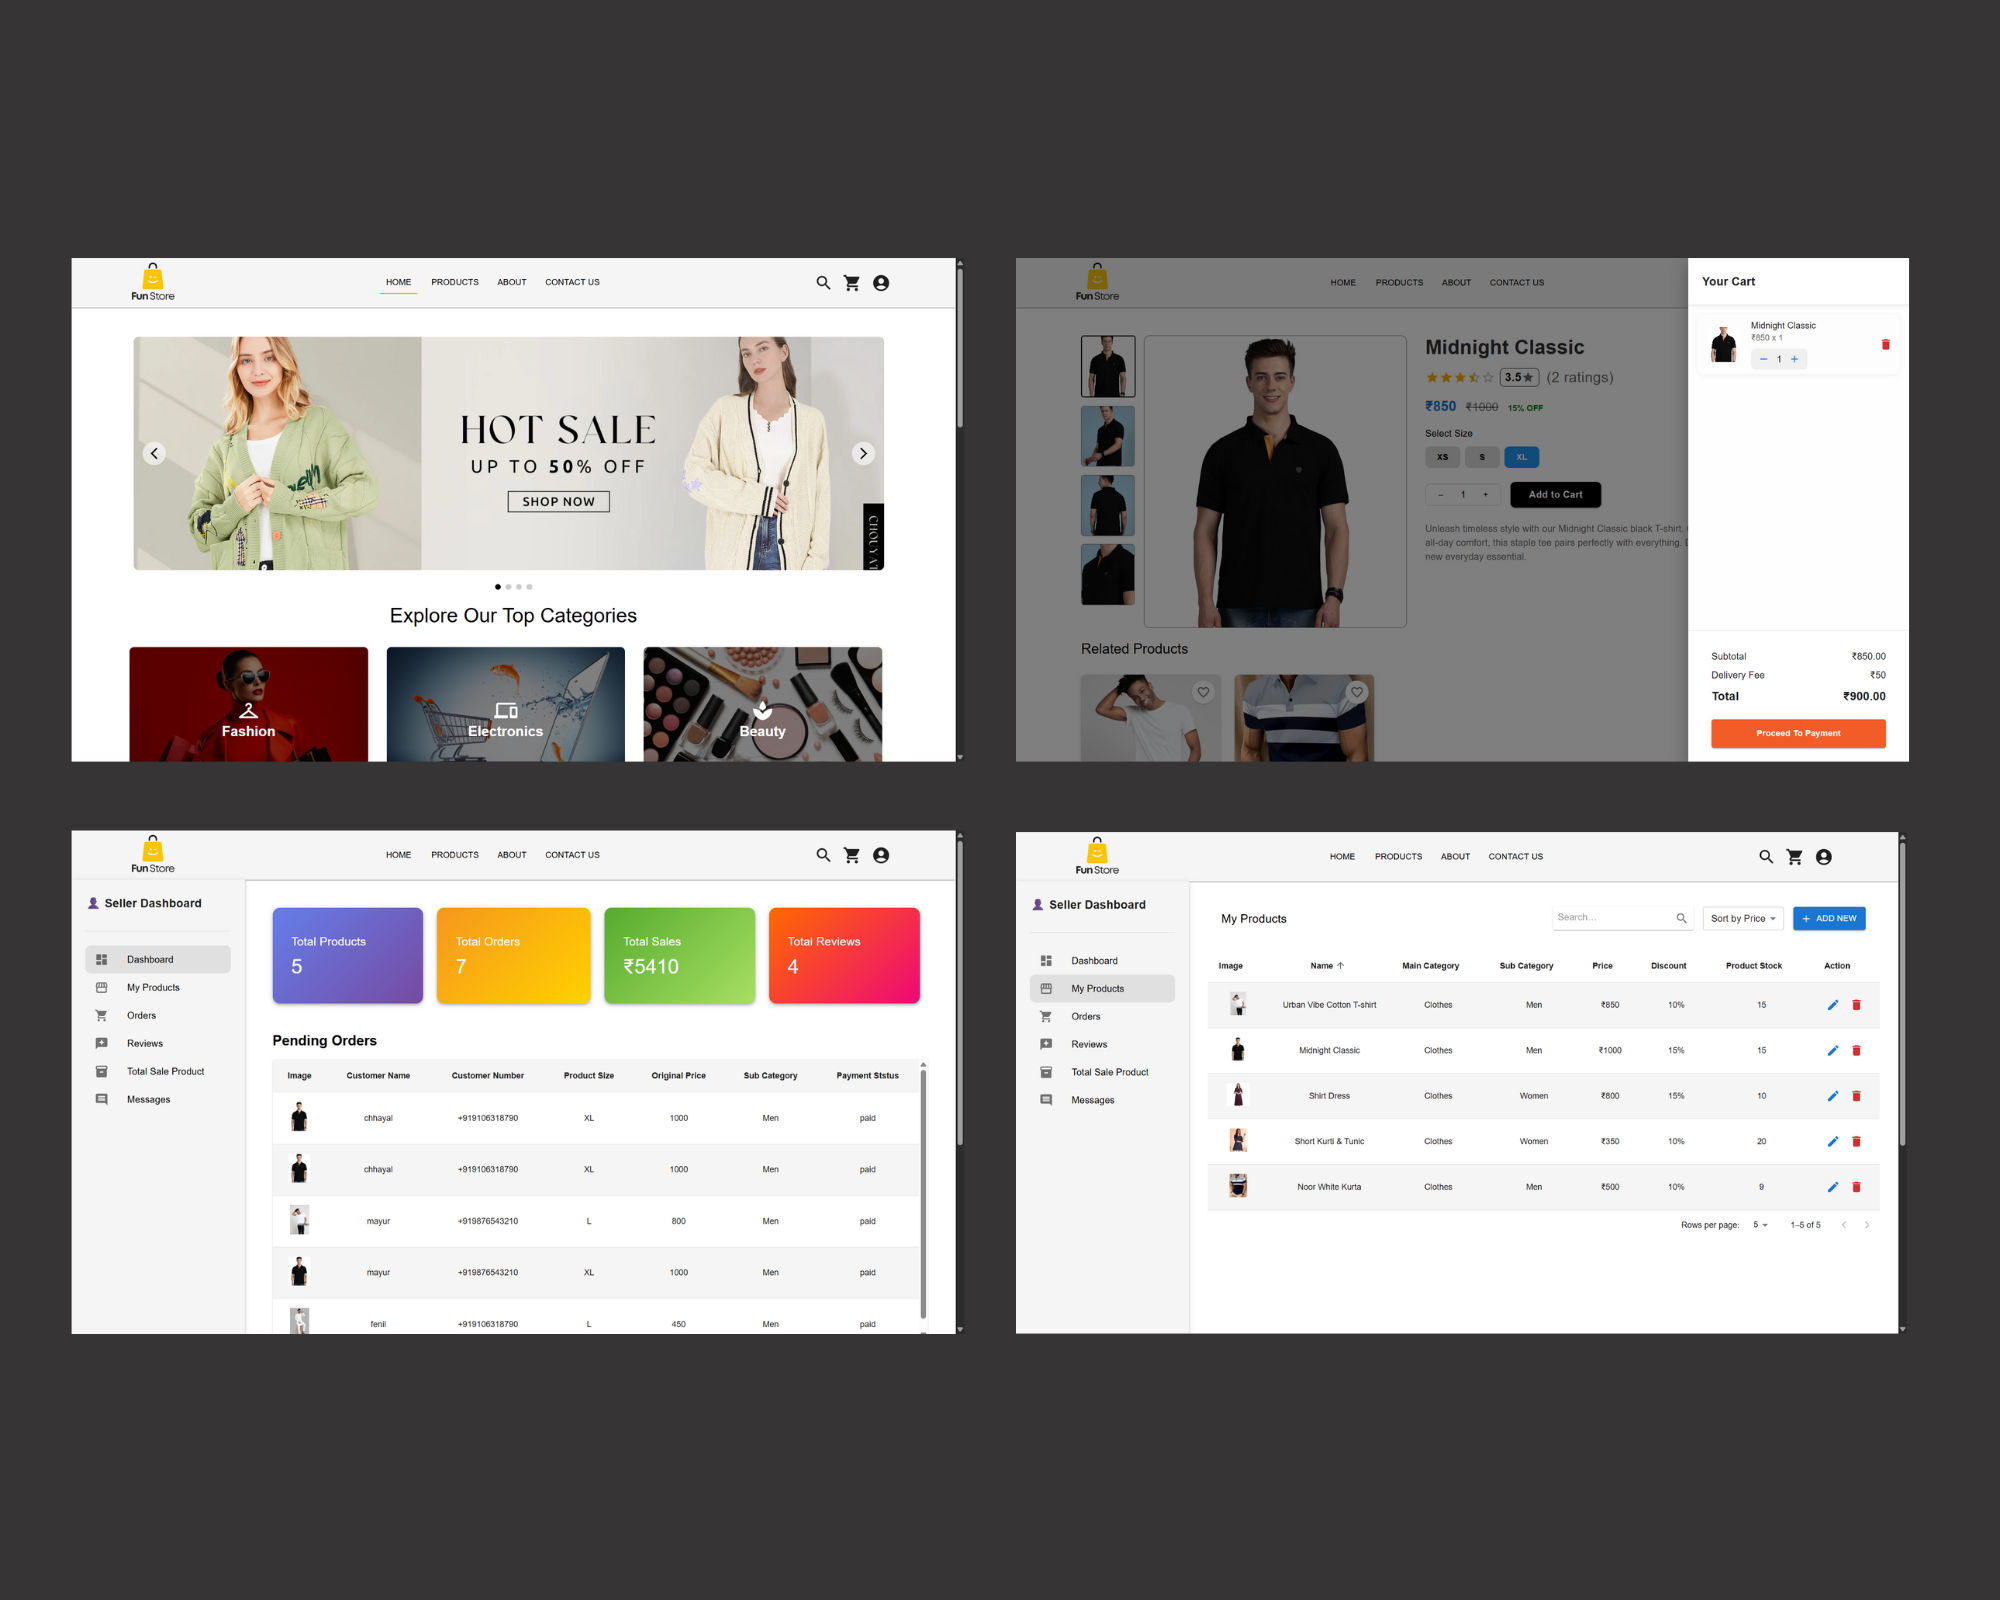 Fun Store
HOME PRODUCTS ABOUT CONTACT US
HOT SALE
UP TO 50% OFF
SHOP NOW
CHOUYATI
Explore Our Top Categories
Fashion
Electronics
Beauty
Fun Store
HOME PRODUCTS ABOUT CONTACT US
Midnight Classic
3.5★ (2 ratings)
₹850 ₹1000 15% OFF
Select Size
XS S XL
− 1 + Add to Cart
Unleash timeless style with our Midnight Classic black T-shirt.
all-day comfort, this staple tee pairs perfectly with everything.
new everyday essential.
Related Products
Your Cart
Midnight Classic
₹850 x 1
− 1 +
Subtotal ₹850.00
Delivery Fee ₹50
Total ₹900.00
Proceed To Payment
Fun Store
HOME PRODUCTS ABOUT CONTACT US
Seller Dashboard
Dashboard
My Products
Orders
Reviews
Total Sale Product
Messages
Total Products
5
Total Orders
7
Total Sales
₹5410
Total Reviews
4
Pending Orders
Image Customer Name Customer Number Product Size Original Price Sub Category Payment Ststus
chhayal +919106318790 XL 1000 Men paid
chhayal +919106318790 XL 1000 Men paid
mayur +919876543210 L 800 Men paid
mayur +919876543210 XL 1000 Men paid
fenil +919106318790 L 450 Men paid
Fun Store
HOME PRODUCTS ABOUT CONTACT US
Seller Dashboard
Dashboard
My Products
Orders
Reviews
Total Sale Product
Messages
My Products
Search...
Sort by Price
+ ADD NEW
Image Name ↑ Main Category Sub Category Price Discount Product Stock Action
Urban Vibe Cotton T-shirt Clothes Men ₹850 10% 15
Midnight Classic Clothes Men ₹1000 15% 15
Shirt Dress Clothes Women ₹800 15% 10
Short Kurti & Tunic Clothes Women ₹350 10% 20
Noor White Kurta Clothes Men ₹500 10% 9
Rows per page: 5 1–5 of 5